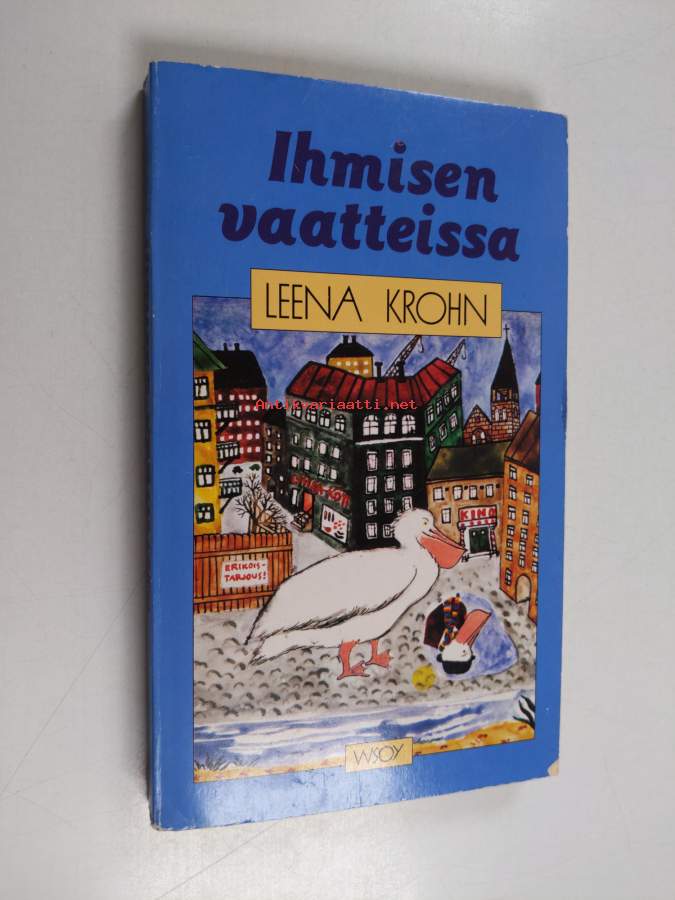 Ihmisen
vaatteissa
LEENA KROHN
Antikvariaatti.net
KINO
ERIKOIS-
TARJOUS!
WSOY